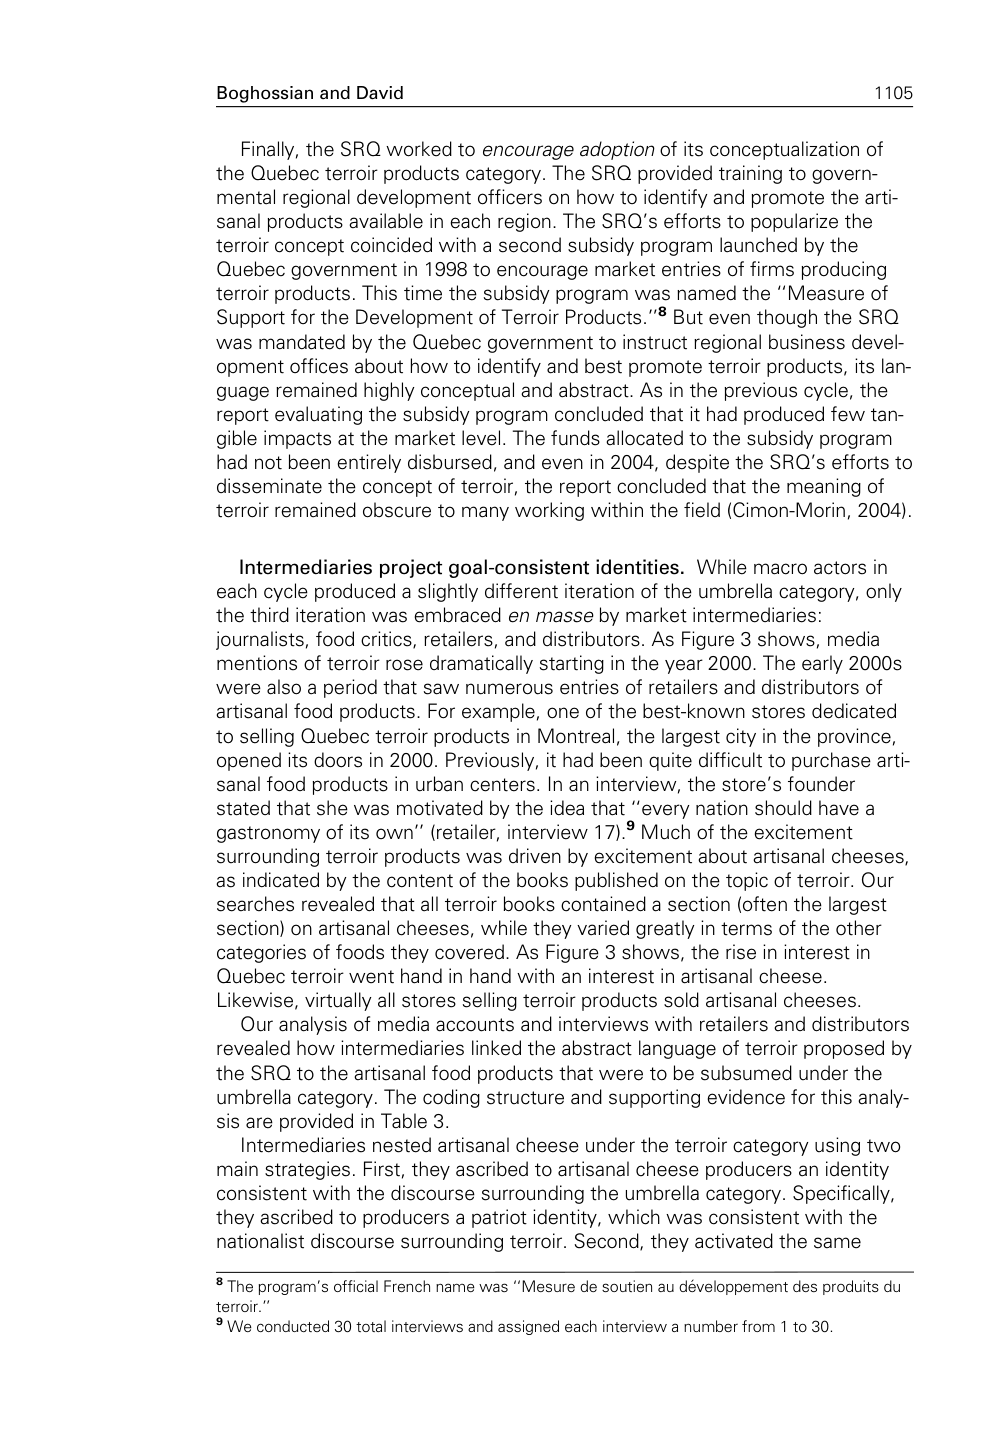 Boghossian and David 1105
Finally, the SRQ worked to encourage adoption of its conceptualization of
the Quebec terroir products category. The SRQ provided training to govern-
mental regional development officers on how to identify and promote the arti-
sanal products available in each region. The SRQ's efforts to popularize the
terroir concept coincided with a second subsidy program launched by the
Quebec government in 1998 to encourage market entries of firms producing
terroir products. This time the subsidy program was named the ''Measure of
Support for the Development of Terroir Products.''8 But even though the SRQ
was mandated by the Quebec government to instruct regional business devel-
opment offices about how to identify and best promote terroir products, its lan-
guage remained highly conceptual and abstract. As in the previous cycle, the
report evaluating the subsidy program concluded that it had produced few tan-
gible impacts at the market level. The funds allocated to the subsidy program
had not been entirely disbursed, and even in 2004, despite the SRQ's efforts to
disseminate the concept of terroir, the report concluded that the meaning of
terroir remained obscure to many working within the field (Cimon-Morin, 2004).
Intermediaries project goal-consistent identities. While macro actors in
each cycle produced a slightly different iteration of the umbrella category, only
the third iteration was embraced en masse by market intermediaries:
journalists, food critics, retailers, and distributors. As Figure 3 shows, media
mentions of terroir rose dramatically starting in the year 2000. The early 2000s
were also a period that saw numerous entries of retailers and distributors of
artisanal food products. For example, one of the best-known stores dedicated
to selling Quebec terroir products in Montreal, the largest city in the province,
opened its doors in 2000. Previously, it had been quite difficult to purchase arti-
sanal food products in urban centers. In an interview, the store's founder
stated that she was motivated by the idea that ''every nation should have a
gastronomy of its own'' (retailer, interview 17).9 Much of the excitement
surrounding terroir products was driven by excitement about artisanal cheeses,
as indicated by the content of the books published on the topic of terroir. Our
searches revealed that all terroir books contained a section (often the largest
section) on artisanal cheeses, while they varied greatly in terms of the other
categories of foods they covered. As Figure 3 shows, the rise in interest in
Quebec terroir went hand in hand with an interest in artisanal cheese.
Likewise, virtually all stores selling terroir products sold artisanal cheeses.
Our analysis of media accounts and interviews with retailers and distributors
revealed how intermediaries linked the abstract language of terroir proposed by
the SRQ to the artisanal food products that were to be subsumed under the
umbrella category. The coding structure and supporting evidence for this analy-
sis are provided in Table 3.
Intermediaries nested artisanal cheese under the terroir category using two
main strategies. First, they ascribed to artisanal cheese producers an identity
consistent with the discourse surrounding the umbrella category. Specifically,
they ascribed to producers a patriot identity, which was consistent with the
nationalist discourse surrounding terroir. Second, they activated the same
8 The program's official French name was ''Mesure de soutien au développement des produits du
terroir.''
9 We conducted 30 total interviews and assigned each interview a number from 1 to 30.